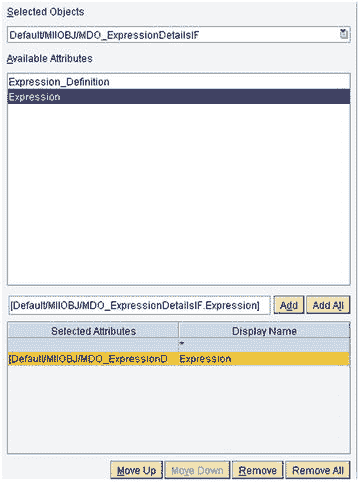 Selected Objects
Default/MIIOBJ/MDO_ExpressionDetailsIF
Available Attributes
Expression_Definition
Expression
[Default/MIIOBJ/MDO_ExpressionDetailsIF.Expression] Add Add All
Selected Attributes Display Name
*
[Default/MIIOBJ/MDO_ExpressionD Expression
Move Up Move Down Remove Remove All